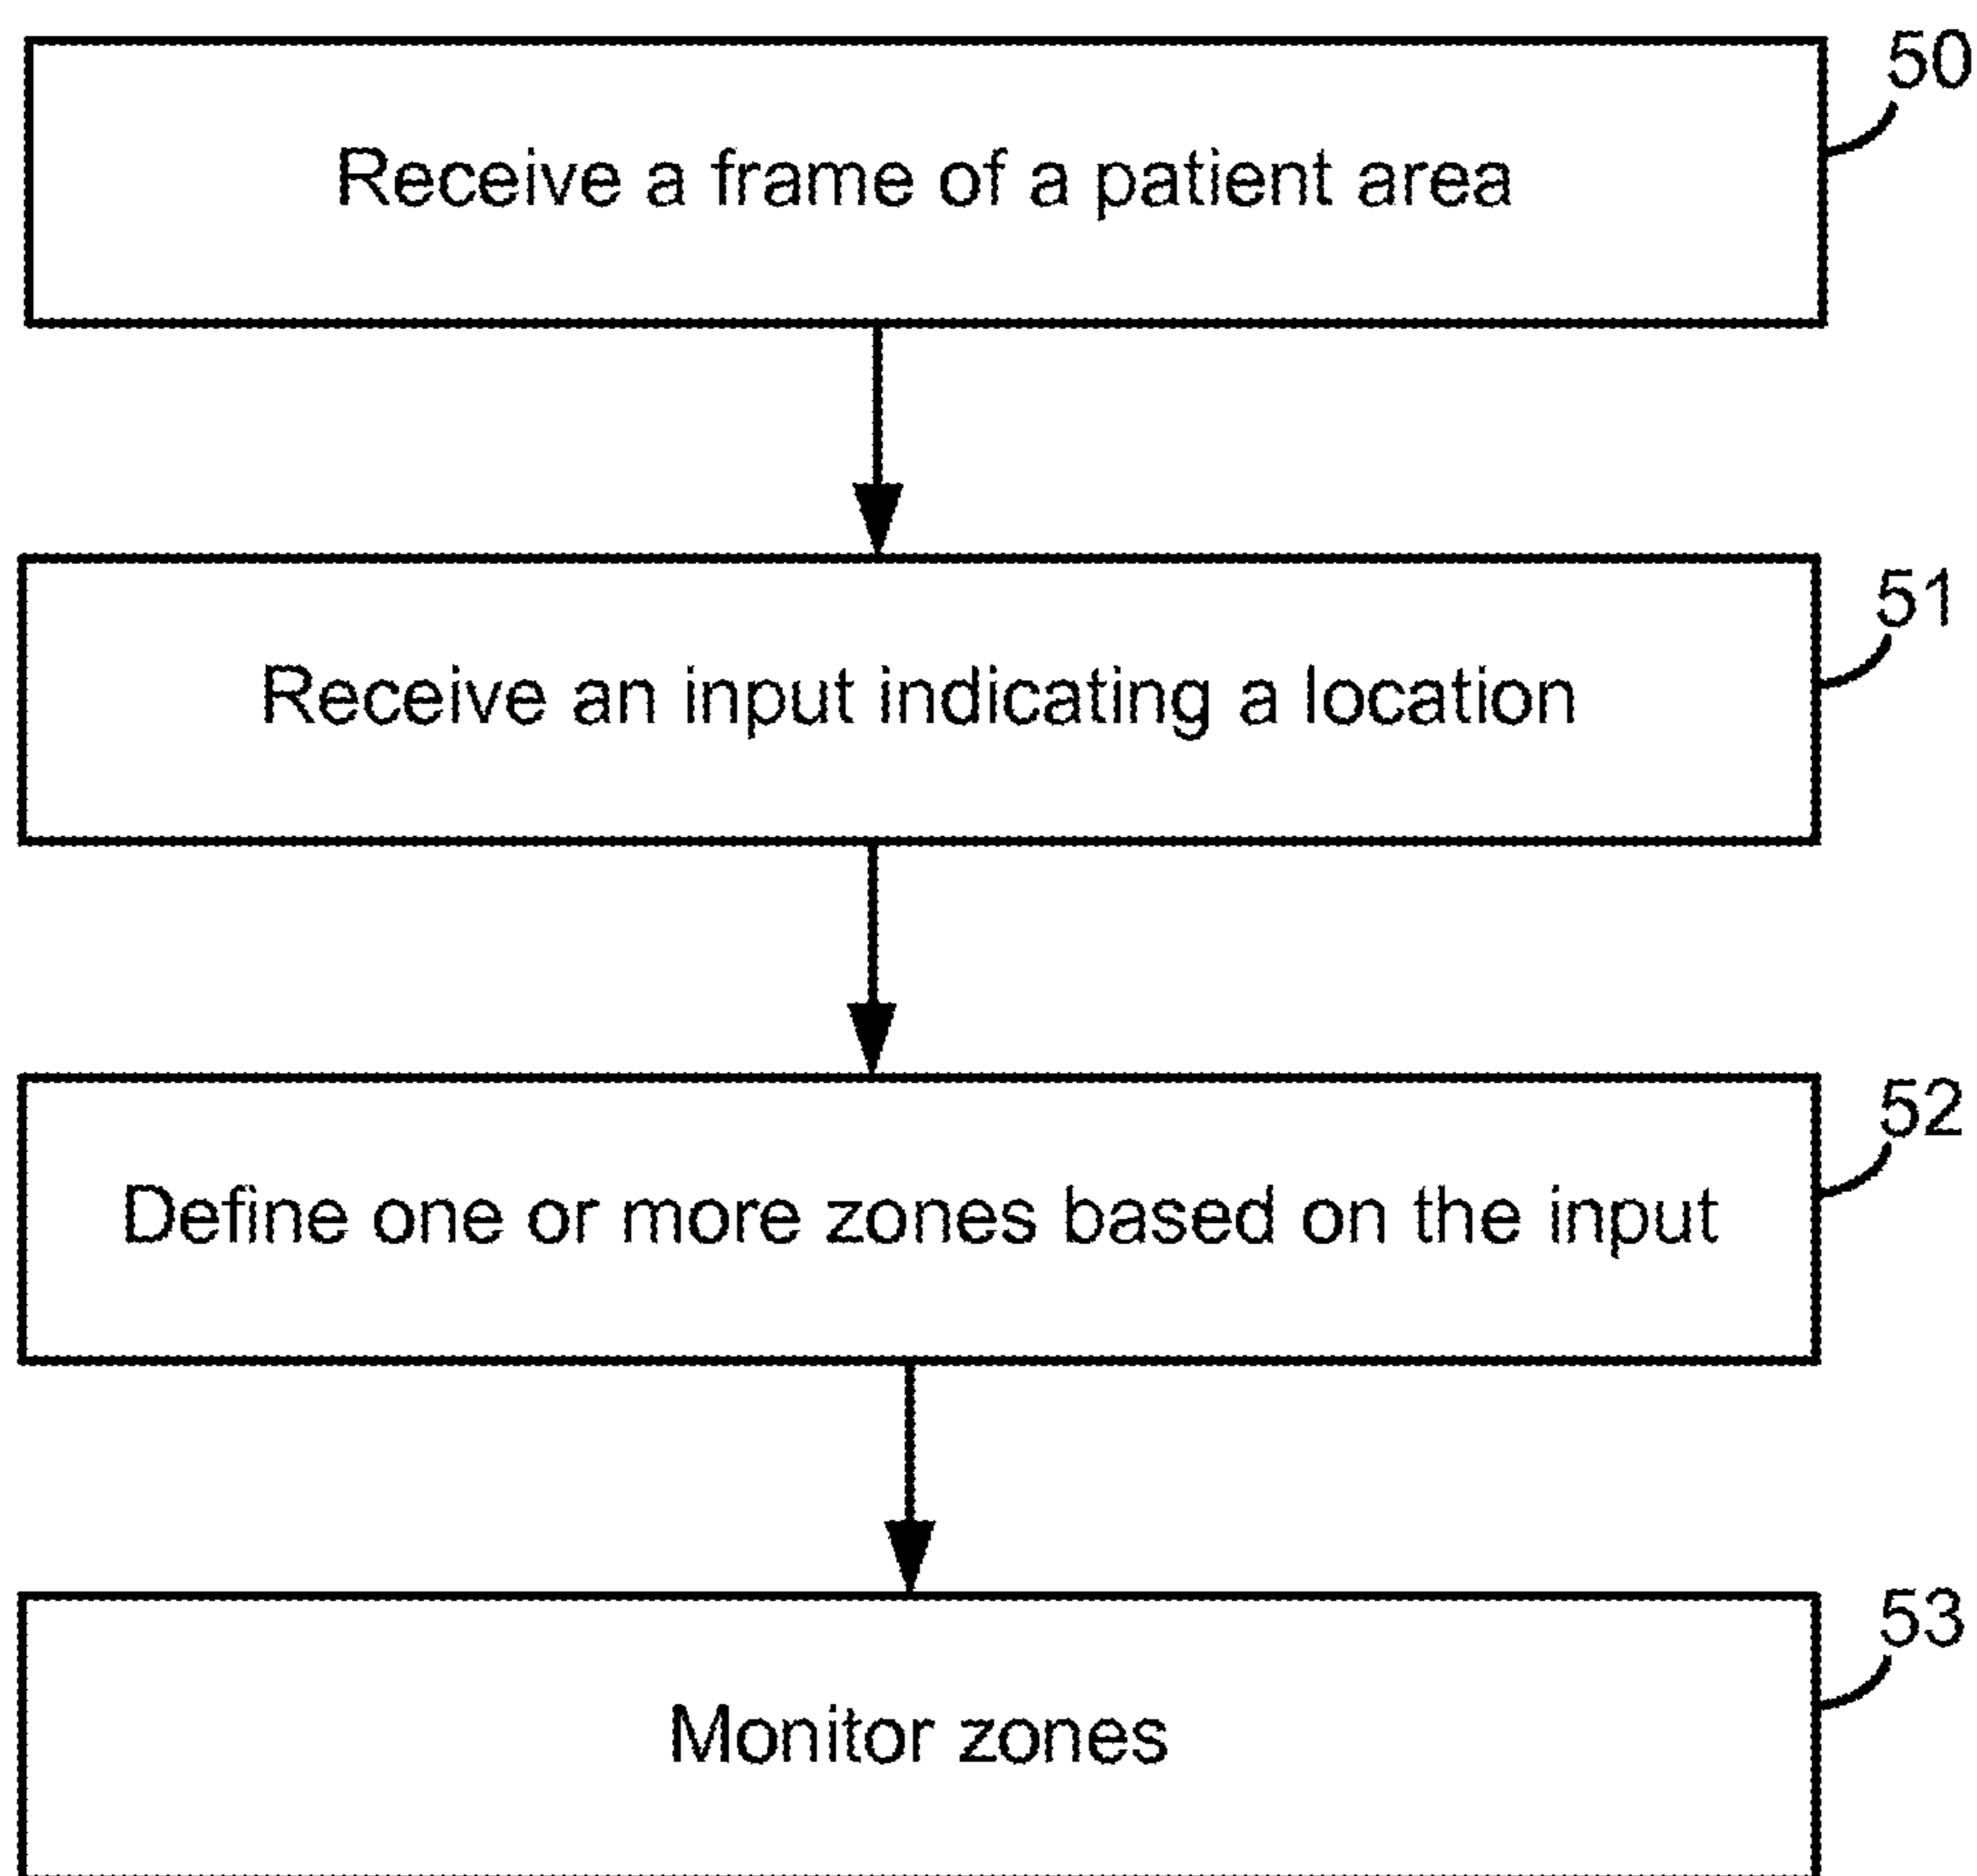 50
Receive a frame of a patient area
51
Receive an input indicating a location
52
Define one or more zones based on the input
53
Monitor zones